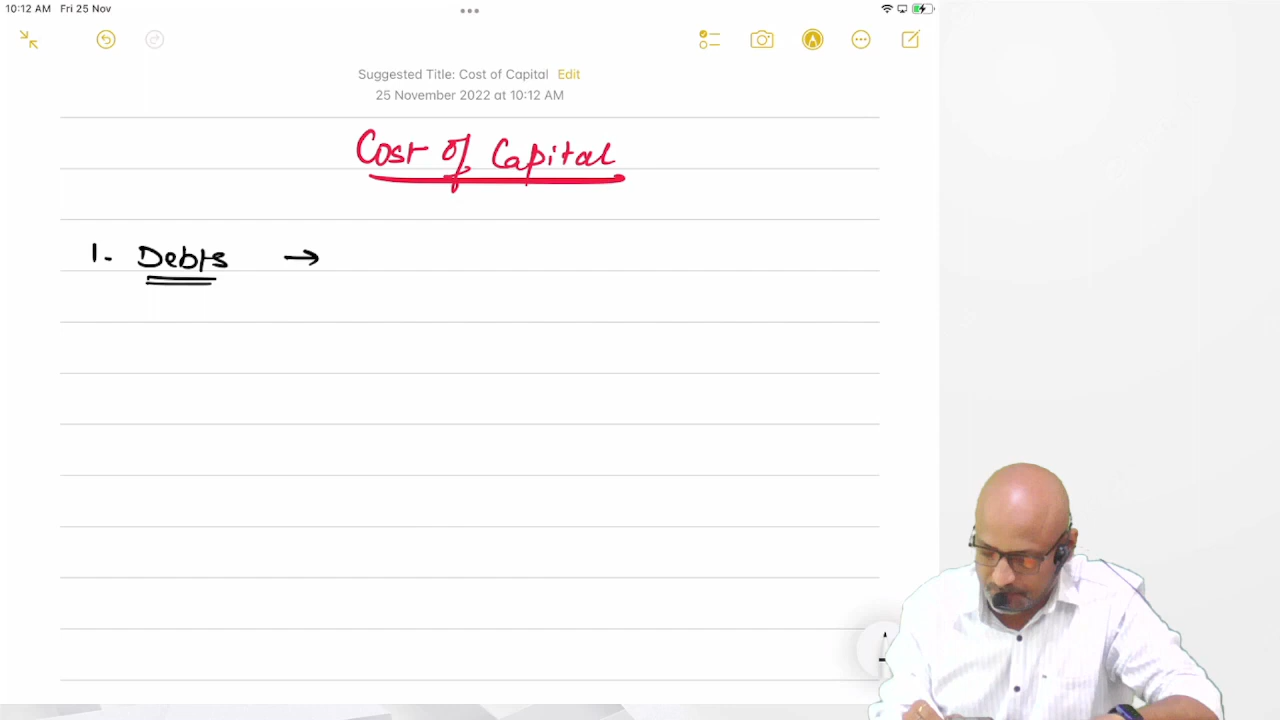 10:12 AM Fri 25 Nov
Suggested Title: Cost of Capital Edit
25 November 2022 at 10:12 AM
Cost of Capital
1. Debts →